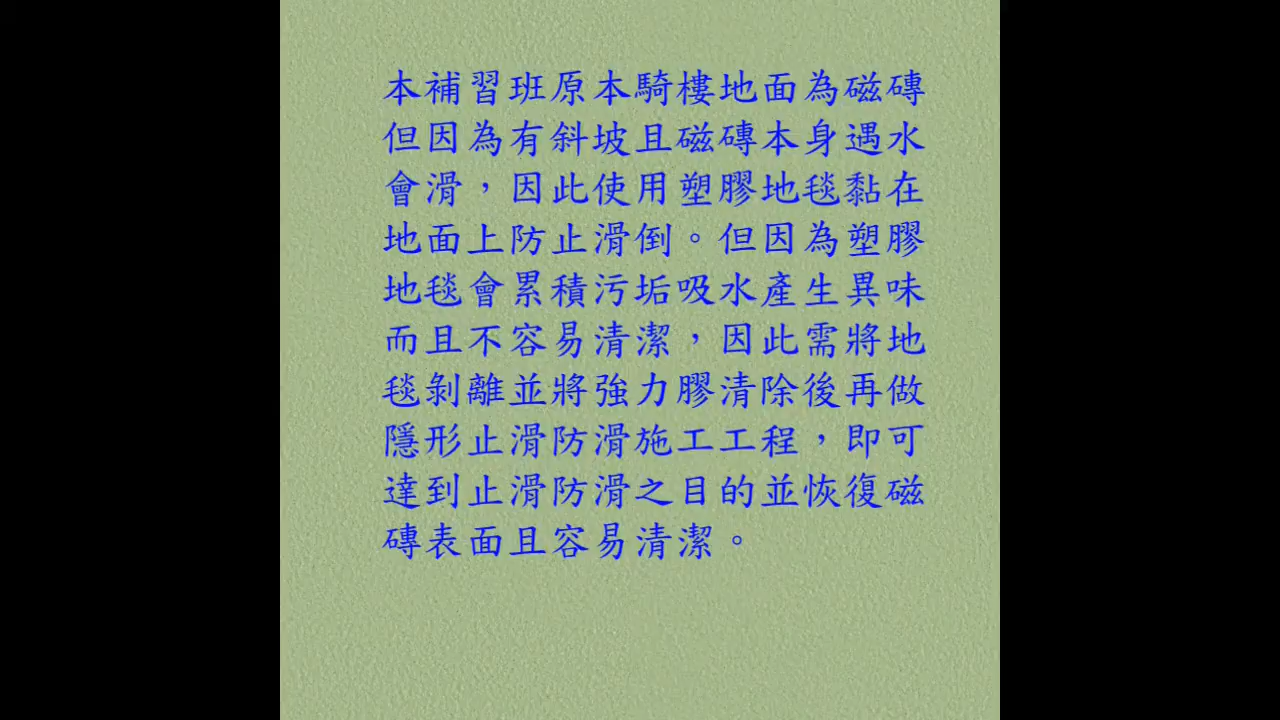 本補習班原本騎樓地面為磁磚
但因為有斜坡且磁磚本身遇水
會滑，因此使用塑膠地毯黏在
地面上防止滑倒。但因為塑膠
地毯會累積污垢吸水產生異味
而且不容易清潔，因此需將地
毯剝離並將強力膠清除後再做
隱形止滑防滑施工工程，即可
達到止滑防滑之目的並恢復磁
磚表面且容易清潔。